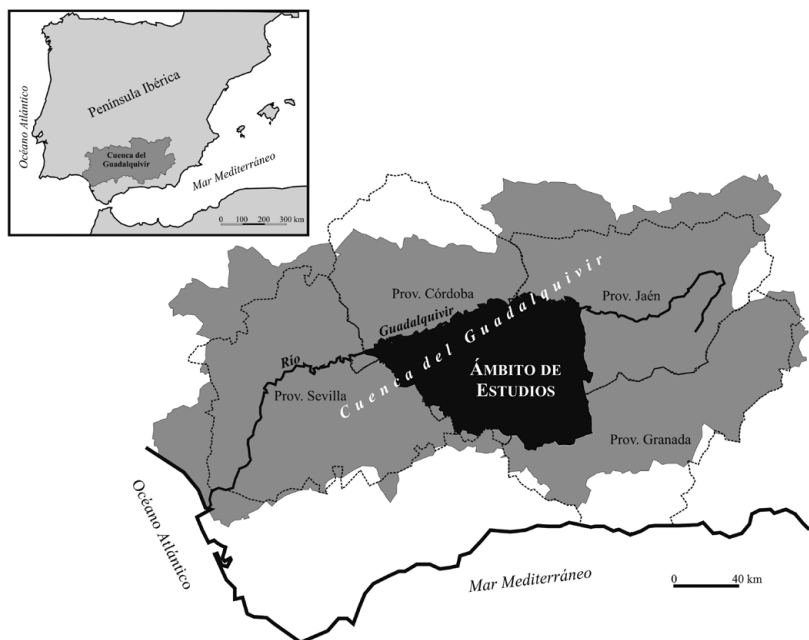 Océano Atlántico
Península Ibérica
Cuenca del
Guadalquivir
Mar Mediterráneo
0 100 200 300 km
Prov. Córdoba
Prov. Jaén
Río
Guadalquivir
Cuenca del Guadalquivir
ÁMBITO DE
ESTUDIOS
Prov. Sevilla
Prov. Granada
Océano Atlántico
Mar Mediterráneo
0 40 km